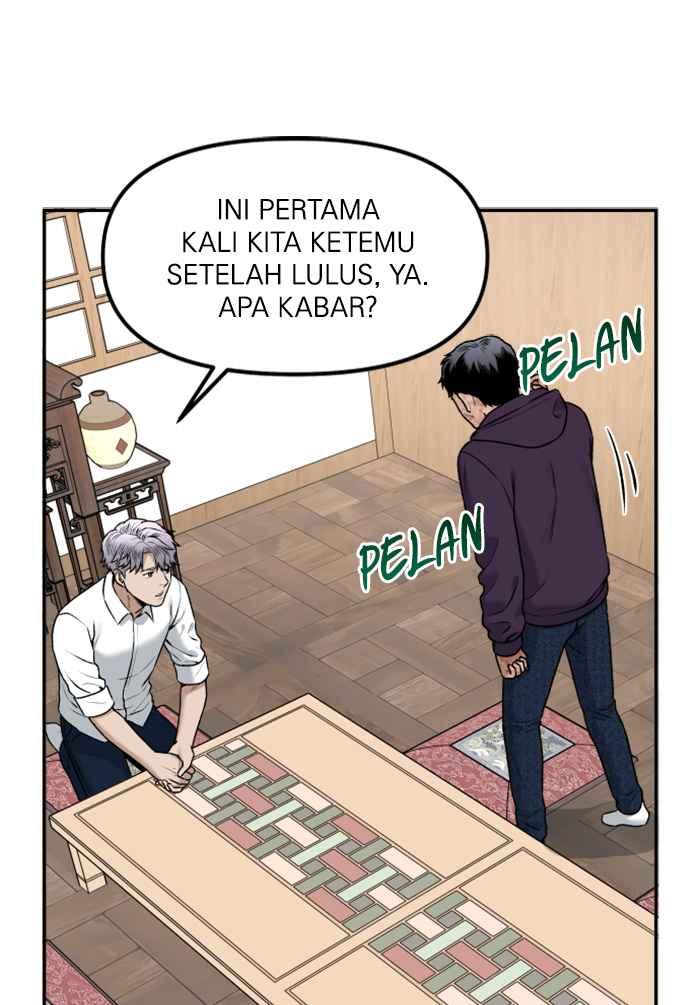 INI PERTAMA
KALI KITA KETEMU
SETELAH LULUS, YA.
APA KABAR?
PELAN
PELAN